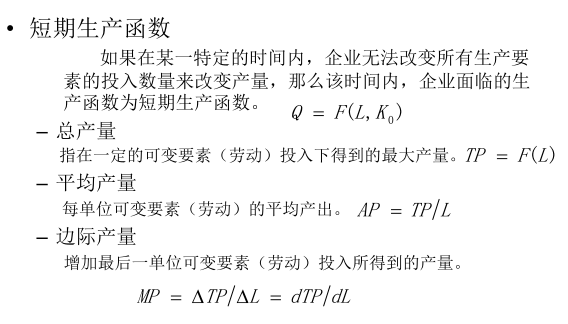 • 短期生产函数
如果在某一特定的时间内，企业无法改变所有生产要
素的投入数量来改变产量，那么该时间内，企业面临的生
产函数为短期生产函数。 Q = F(L,K₀)
– 总产量
指在一定的可变要素（劳动）投入下得到的最大产量。TP = F(L)
– 平均产量
每单位可变要素（劳动）的平均产出。 AP = TP/L
– 边际产量
增加最后一单位可变要素（劳动）投入所得到的产量。
MP = ΔTP/ΔL = dTP/dL